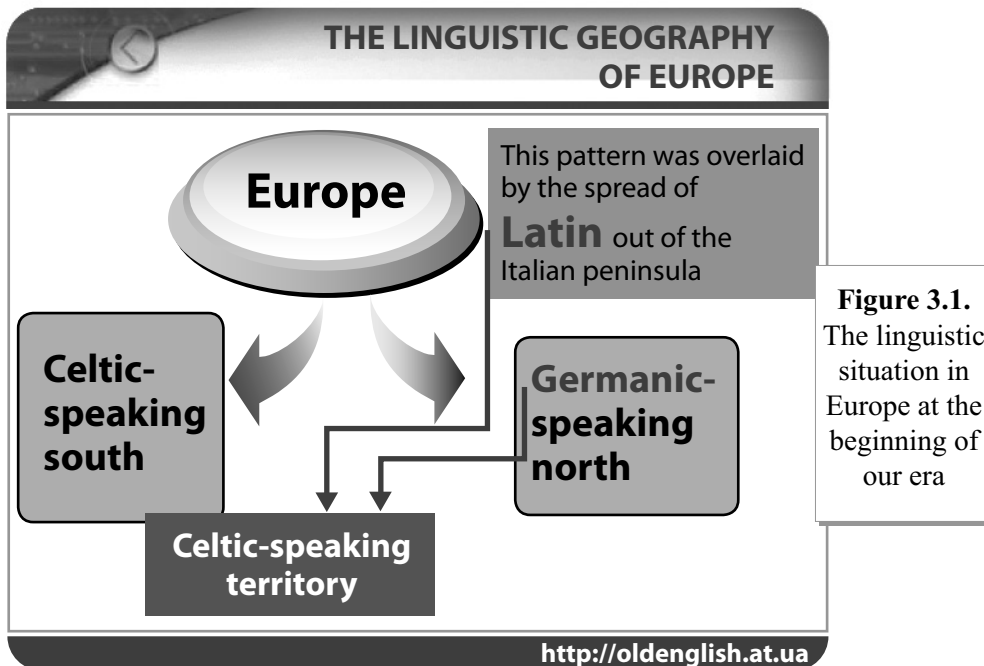 THE LINGUISTIC GEOGRAPHY
OF EUROPE
Europe
This pattern was overlaid
by the spread of
Latin out of the
Italian peninsula
Celtic-
speaking
south
Germanic-
speaking
north
Celtic-speaking
territory
http://oldenglish.at.ua
Figure 3.1.
The linguistic
situation in
Europe at the
beginning of
our era